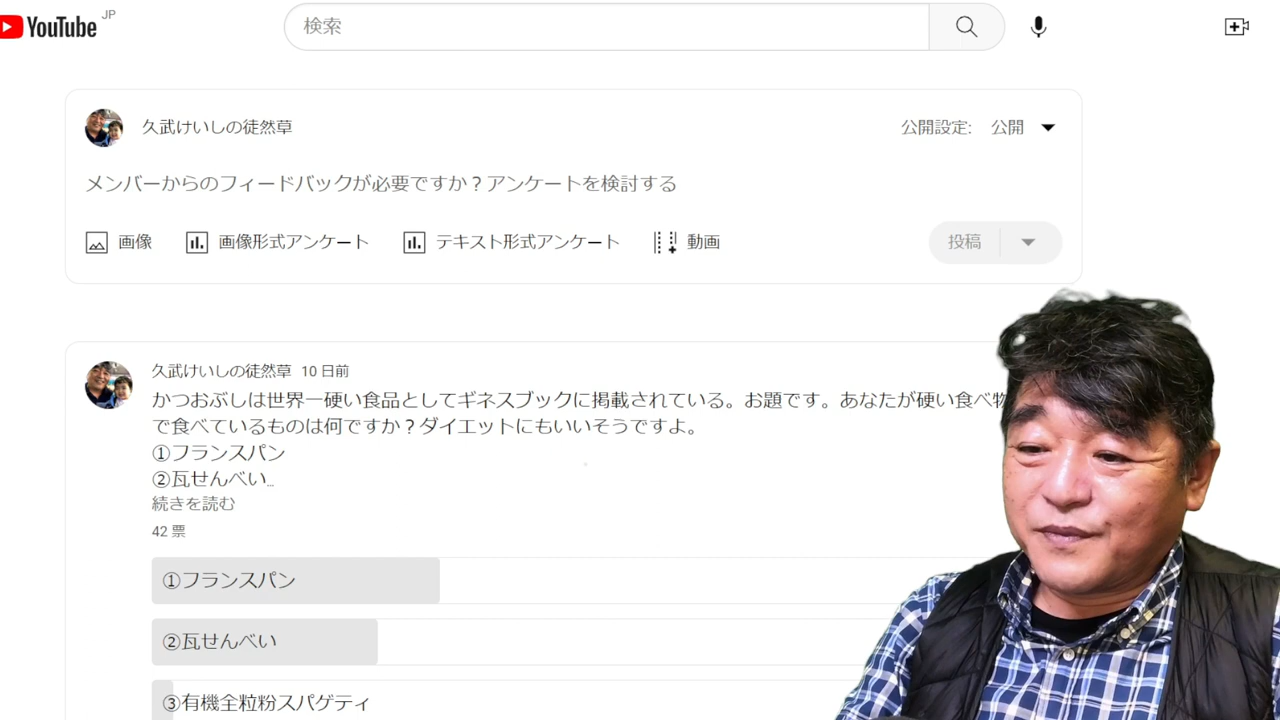 YouTube JP
検索
久武けいしの徒然草
公開設定: 公開
メンバーからのフィードバックが必要ですか？アンケートを検討する
画像 画像形式アンケート テキスト形式アンケート 動画 投稿
久武けいしの徒然草 10 日前
かつおぶしは世界一硬い食品としてギネスブックに掲載されている。お題です。あなたが硬い食べ物
で食べているものは何ですか？ダイエットにもいいそうですよ。
①フランスパン
②瓦せんべい...
続きを読む
42 票
①フランスパン
②瓦せんべい
③有機全粒粉スパゲティ